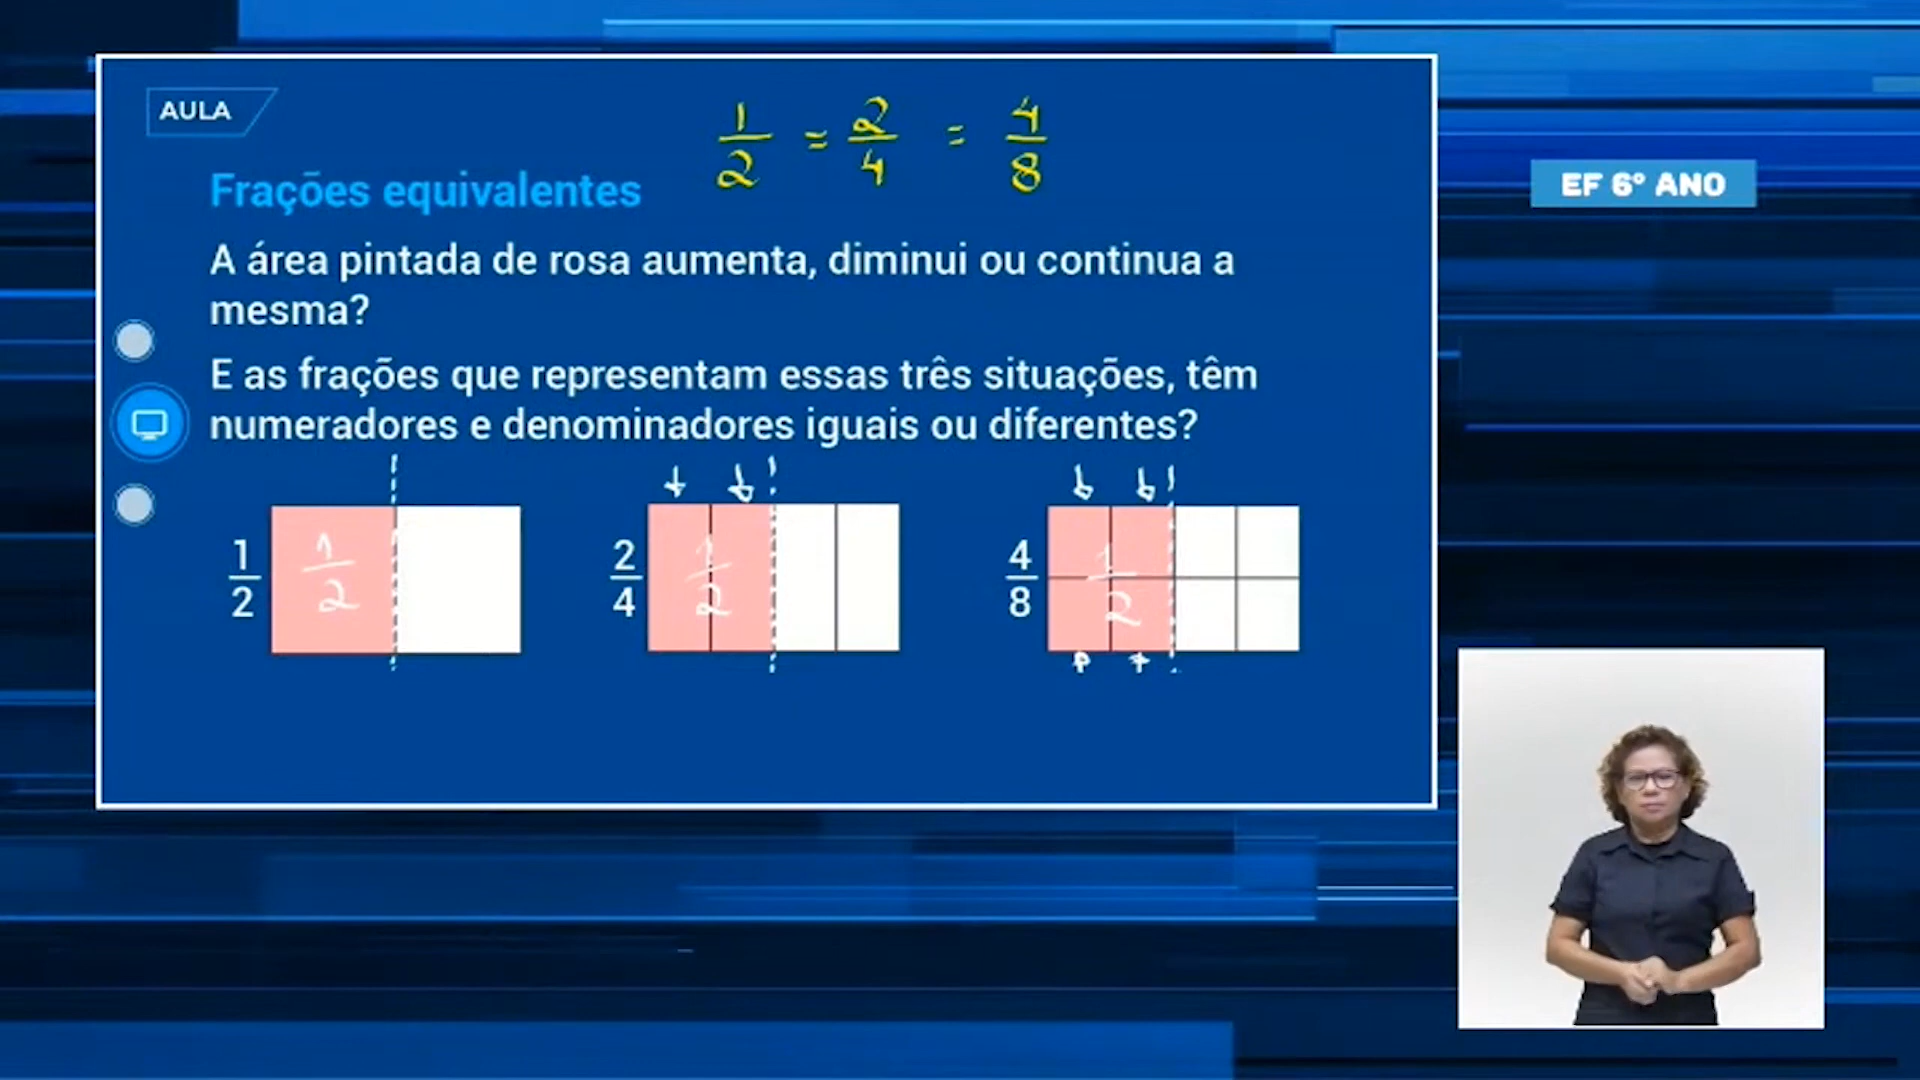 AULA
1/2 = 2/4 = 4/8
EF 6º ANO
Frações equivalentes
A área pintada de rosa aumenta, diminui ou continua a
mesma?
E as frações que representam essas três situações, têm
numeradores e denominadores iguais ou diferentes?
1/2 1/2
2/4 1/2
4/8 1/2